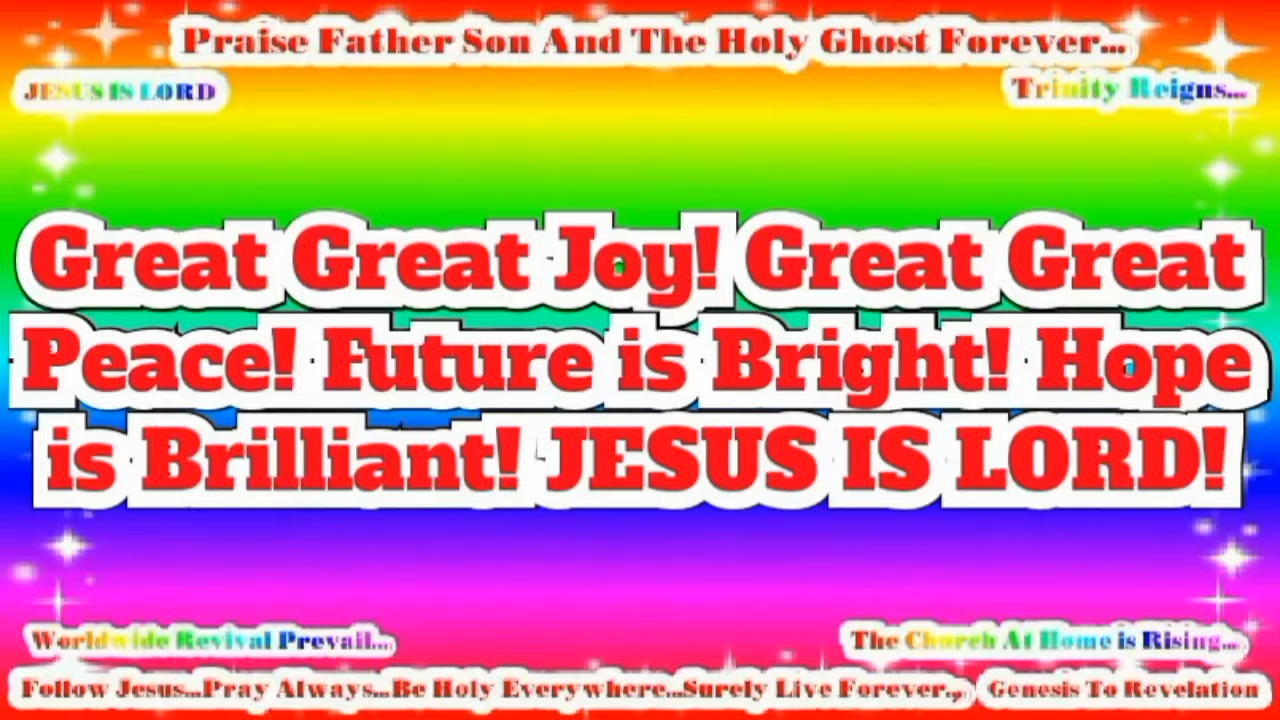 Praise Father Son And The Holy Ghost Forever...
JESUS IS LORD
Trinity Reigns...
Great Great Joy! Great Great
Peace! Future is Bright! Hope
is Brilliant! JESUS IS LORD!
Worldwide Revival Prevail...
The Church At Home is Rising...
Follow Jesus...Pray Always...Be Holy Everywhere...Surely Live Forever..,
Genesis To Revelation